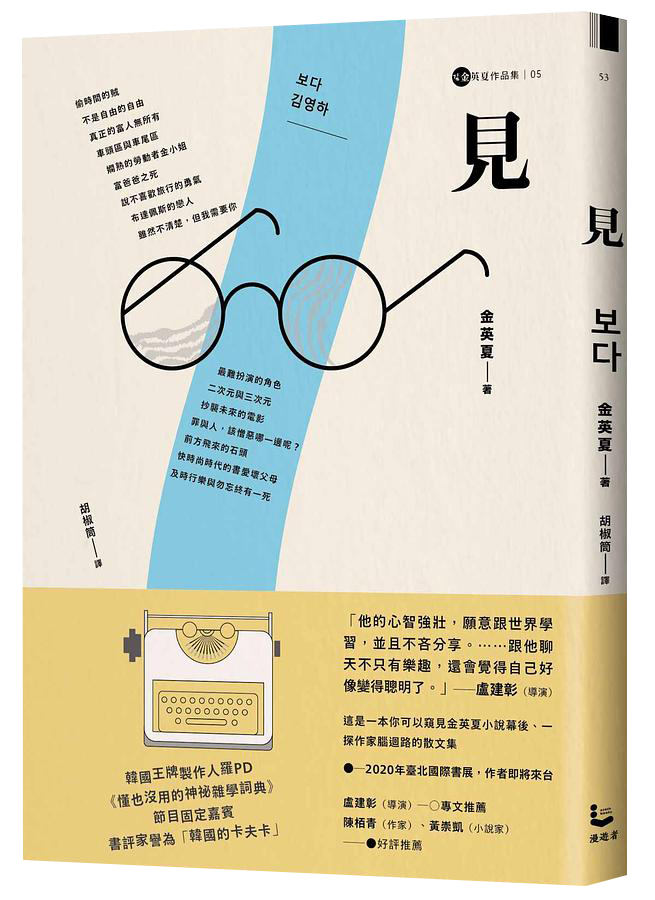 金英夏作品集｜05
見
보다
김영하
偷時間的賊
不是自由的自由
真正的富人無所有
車頭區與車尾區
嫻熟的勞動者金小姐
富爸爸之死
說不喜歡旅行的勇氣
布達佩斯的戀人
雖然不清楚，但我需要你
金英夏——著
最難扮演的角色
二次元與三次元
抄襲未來的電影
罪與人，該憎惡哪一邊呢？
前方飛來的石頭
快時尚時代的書愛壞父母
及時行樂與勿忘終有一死
胡椒筒——譯
「他的心智強壯，願意跟世界學
習，並且不吝分享。……跟他聊
天不只有樂趣，還會覺得自己好
像變得聰明了。」——盧建彰（導演）
這是一本你可以窺見金英夏小說幕後、一
探作家腦迴路的散文集
●—2020年臺北國際書展，作者即將來台
盧建彰（導演）—○專文推薦
陳栢青（作家）、黃崇凱（小說家）
——●好評推薦
韓國王牌製作人羅PD
《懂也沒用的神祕雜學詞典》
節目固定嘉賓
書評家譽為「韓國的卡夫卡」
53
見
보다
金英夏——著
胡椒筒——譯
漫遊者